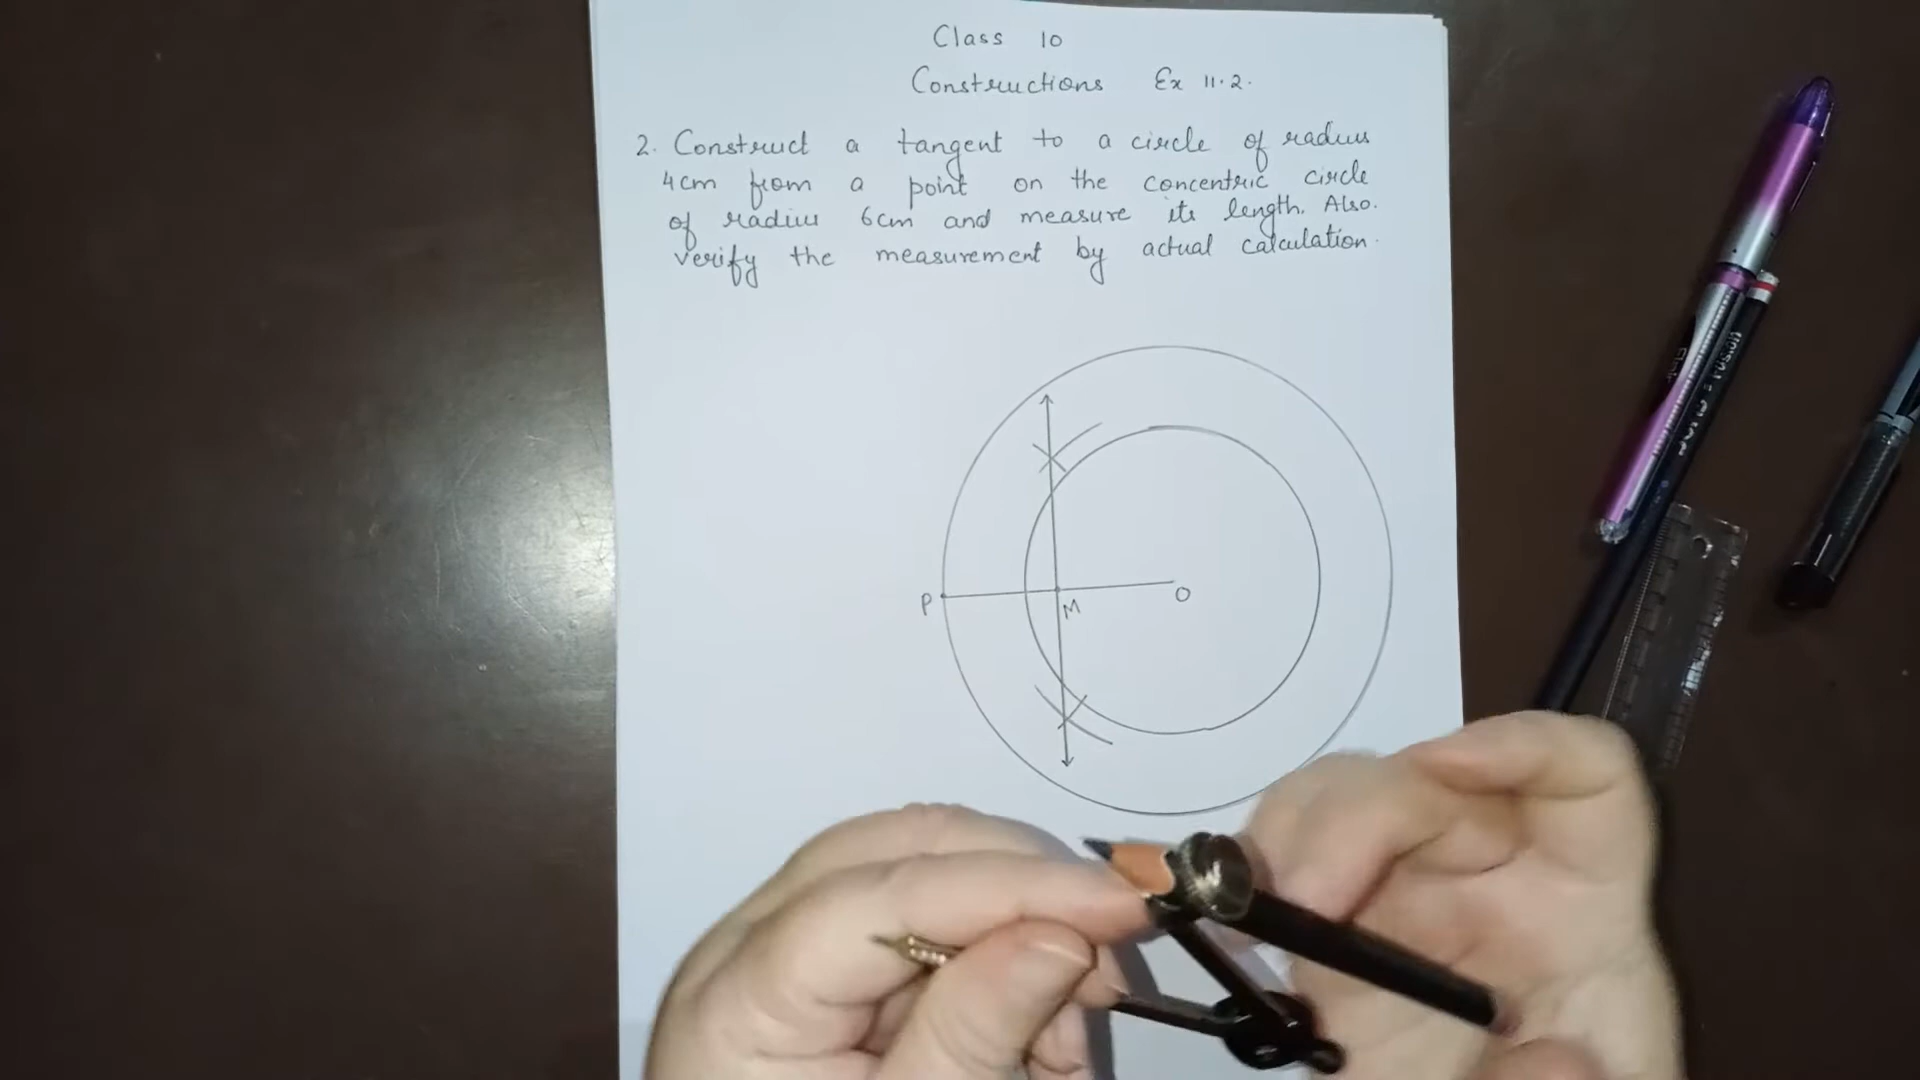 Class 10
Constructions Ex 11.2.
2. Construct a tangent to a circle of radius
4cm from a point on the concentric circle
of radius 6cm and measure its length. Also.
verify the measurement by actual calculation.
P M O